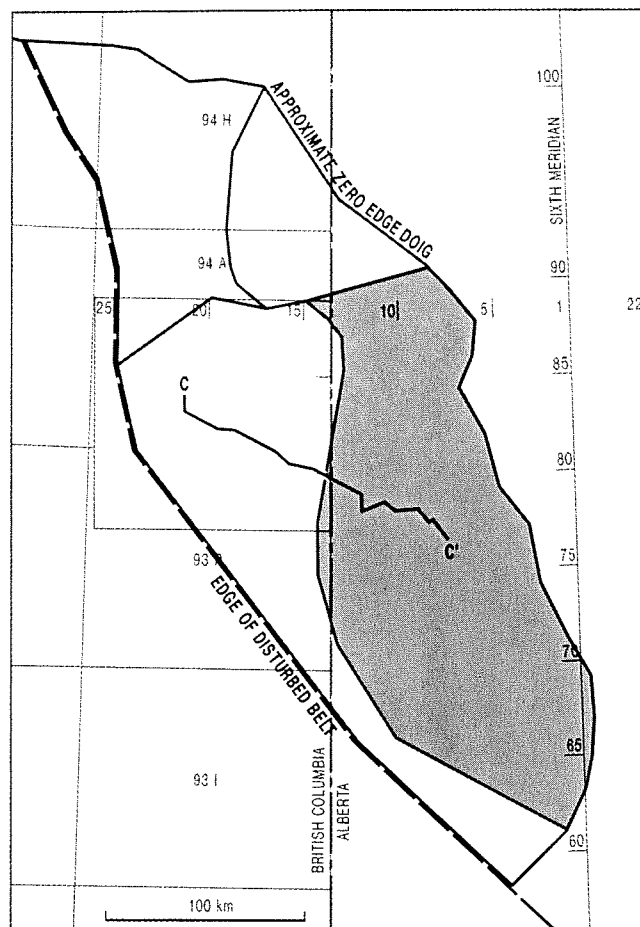 100
94 H
APPROXIMATE ZERO EDGE DOIG
SIXTH MERIDIAN
94 A
90
25
20
15
10
5
1
22
85
C
80
C'
75
EDGE OF DISTURBED BELT
70
65
93 I
BRITISH COLUMBIA
ALBERTA
60
100 km